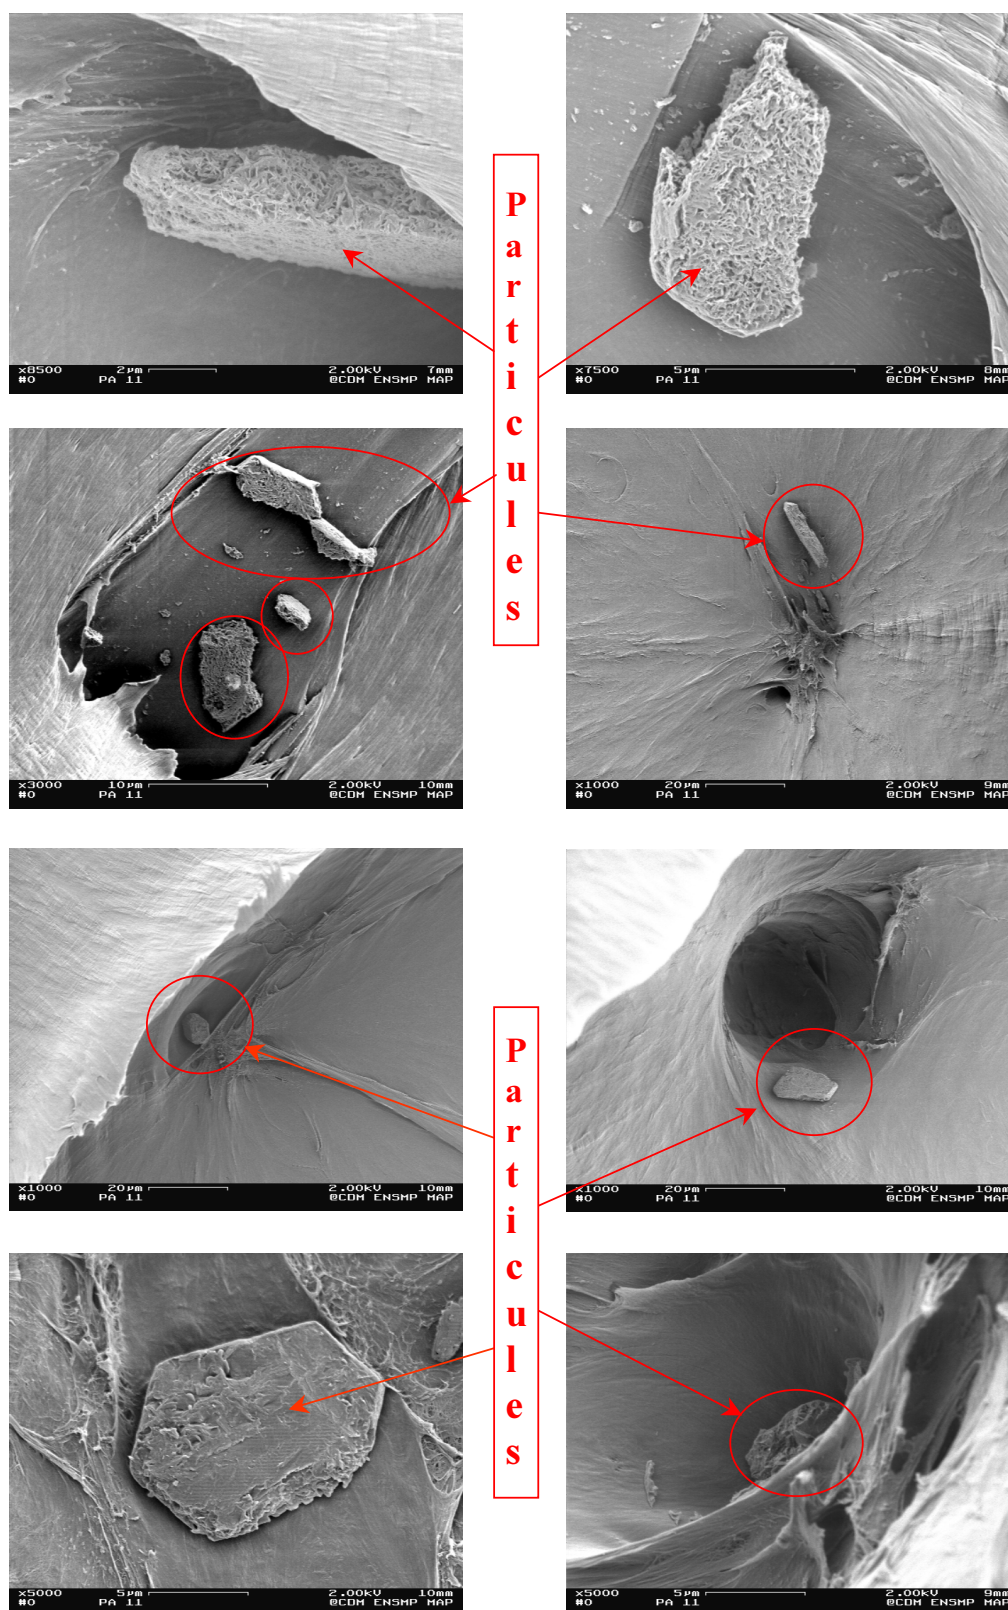 Particules
x8500 2µm 2.00kV 7mm
#0 PA 11 @CDM ENSMP MAP
x7500 5µm 2.00kV 8mm
#0 PA 11 @CDM ENSMP MAP
x3000 10µm 2.00kV 10mm
#0 PA 11 @CDM ENSMP MAP
x1000 20µm 2.00kV 9mm
#0 PA 11 @CDM ENSMP MAP
Particules
x1000 20µm 2.00kV 10mm
#0 PA 11 @CDM ENSMP MAP
x1000 20µm 2.00kV 10mm
#0 PA 11 @CDM ENSMP MAP
x5000 5µm 2.00kV 10mm
#0 PA 11 @CDM ENSMP MAP
x5000 5µm 2.00kV 9mm
#0 PA 11 @CDM ENSMP MAP